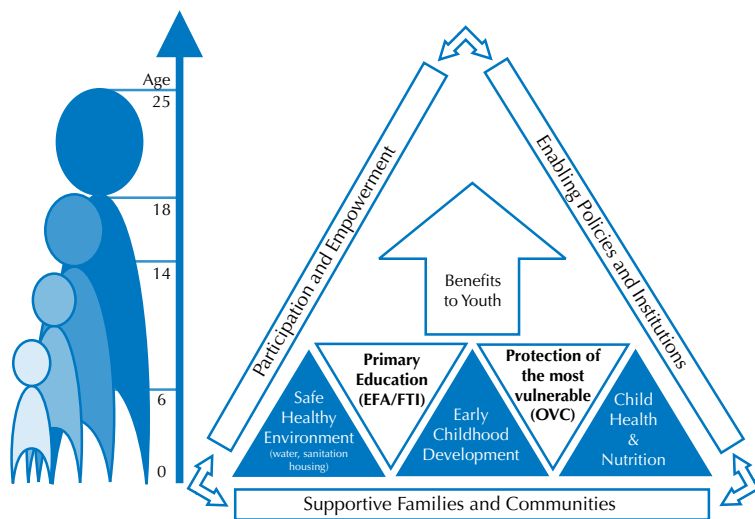 Age
25
18
14
6
0
Participation and Empowerment
Enabling Policies and Institutions
Benefits
to Youth
Primary
Education
(EFA/FTI)
Protection of
the most
vulnerable
(OVC)
Safe
Healthy
Environment
(water, sanitation
housing)
Early
Childhood
Development
Child
Health
&
Nutrition
Supportive Families and Communities